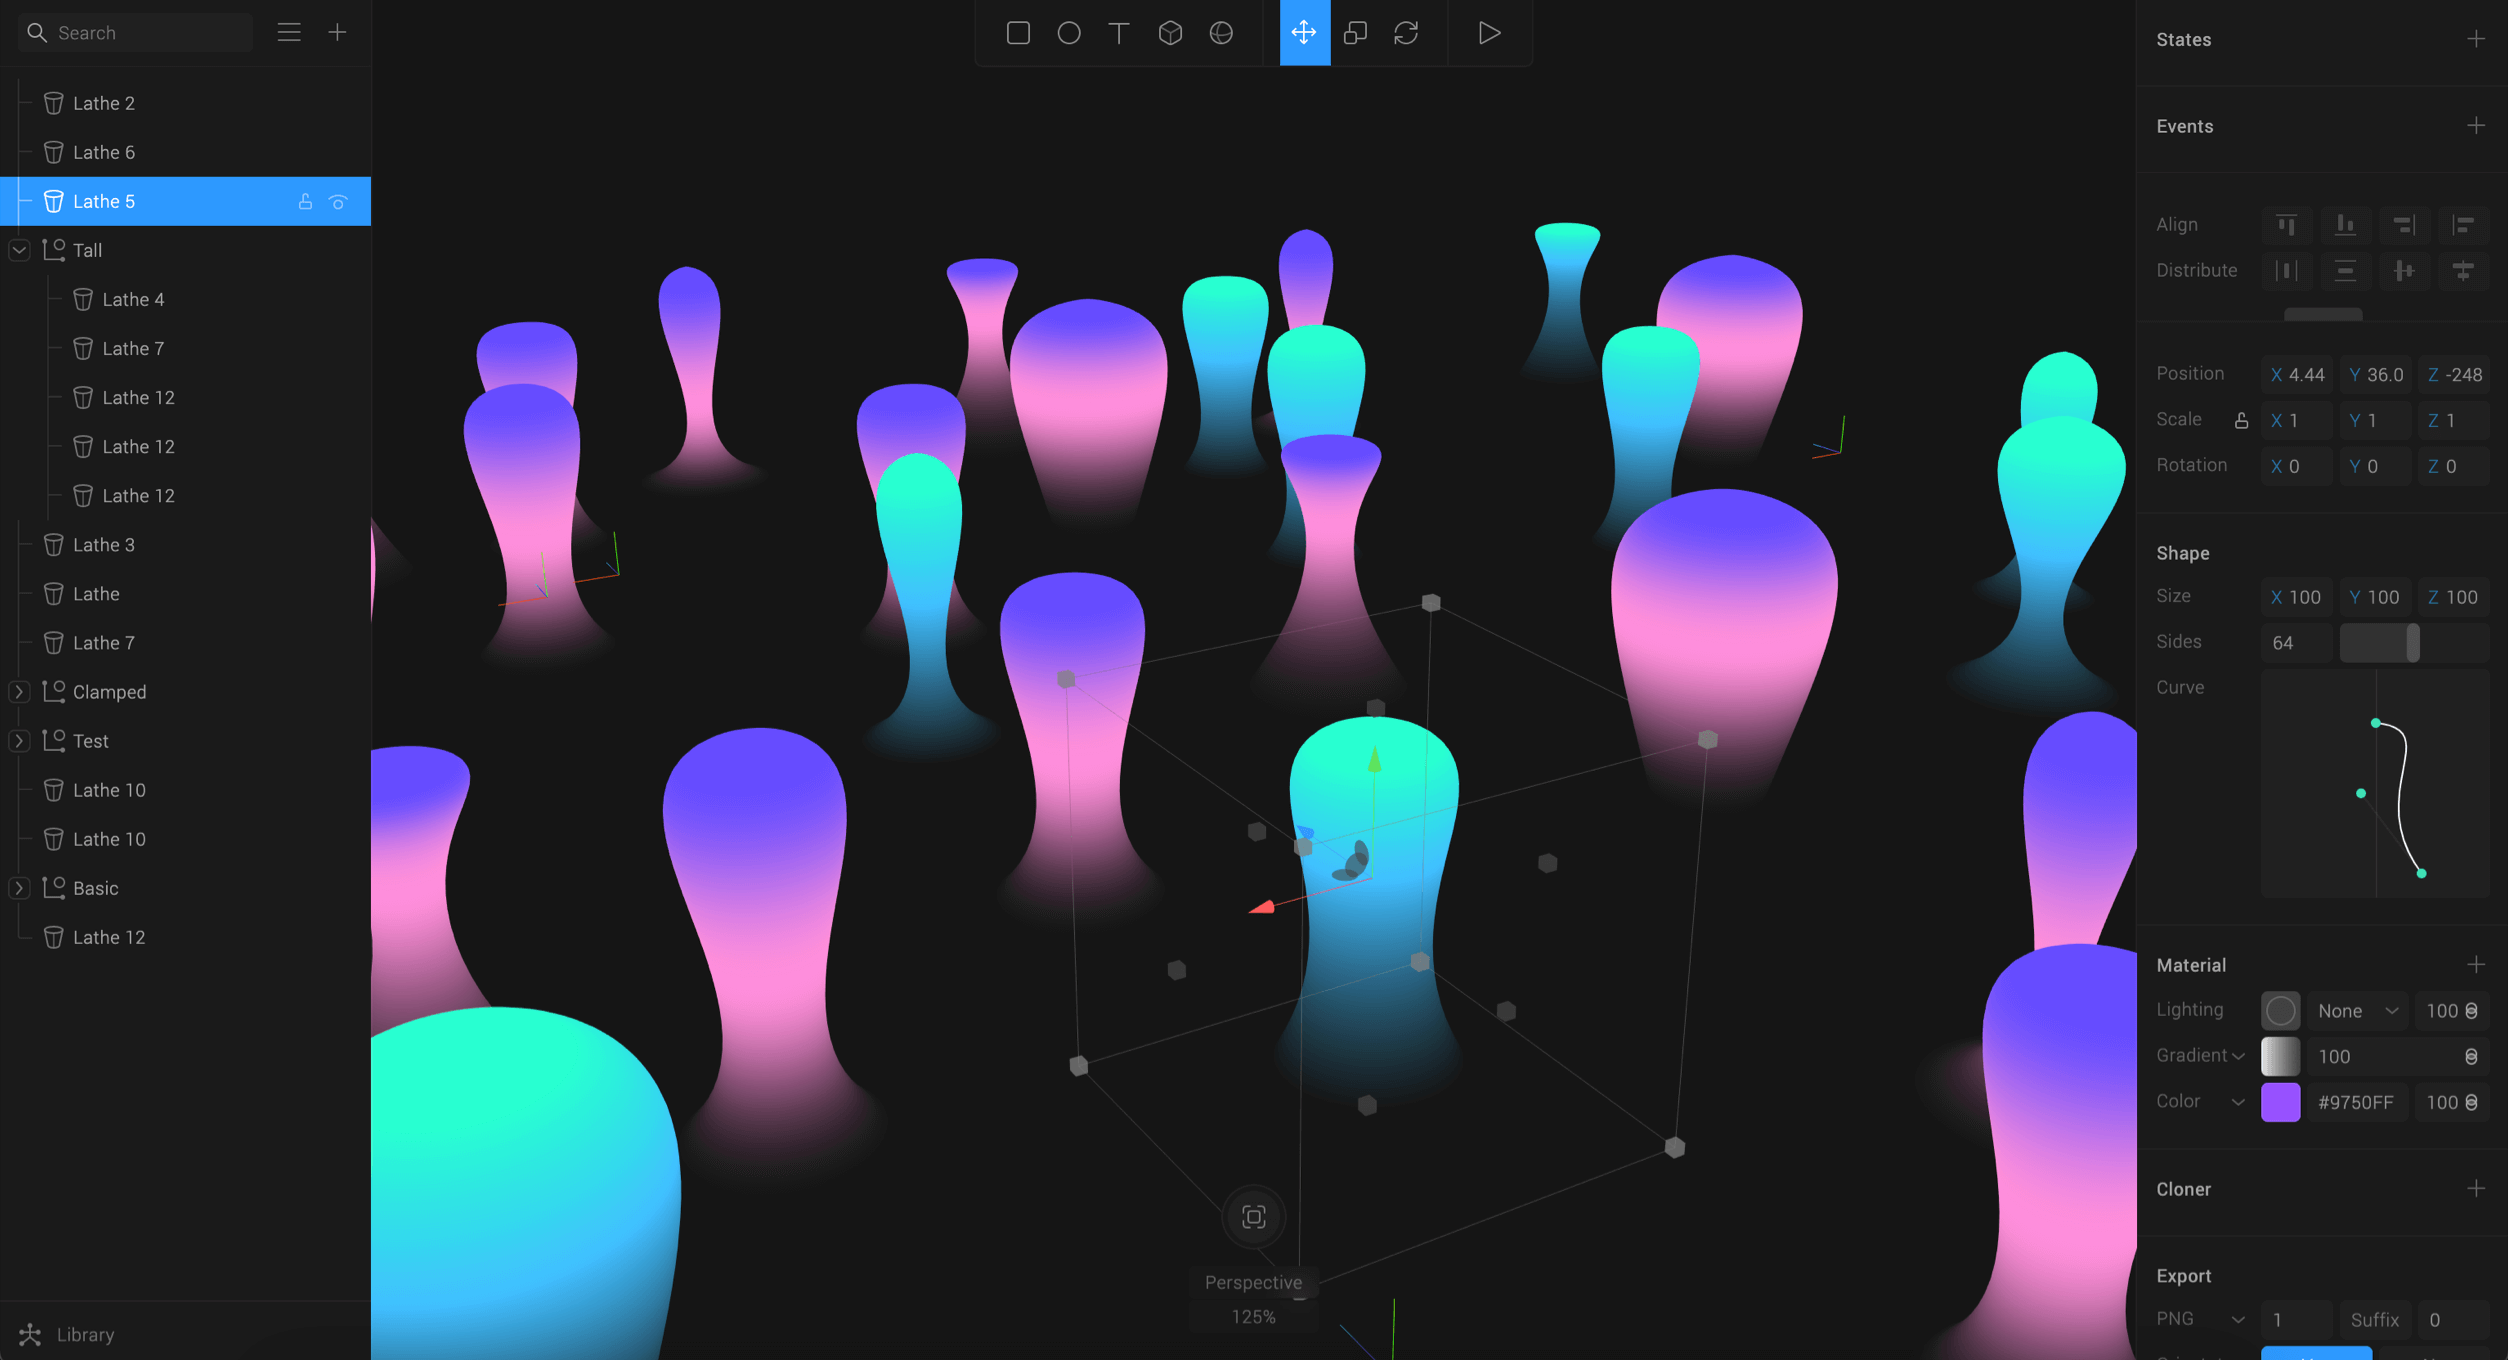 Search
Lathe 2
Lathe 6
Lathe 5
Tall
Lathe 4
Lathe 7
Lathe 12
Lathe 12
Lathe 12
Lathe 3
Lathe
Lathe 7
Clamped
Test
Lathe 10
Lathe 10
Basic
Lathe 12
Library
Perspective
125%
States
Events
Align
Distribute
Position X 4.44 Y 36.0 Z -248
Scale X 1 Y 1 Z 1
Rotation X 0 Y 0 Z 0
Shape
Size X 100 Y 100 Z 100
Sides 64
Curve
Material
Lighting None 100
Gradient 100
Color #9750FF 100
Cloner
Export
PNG 1 Suffix 0